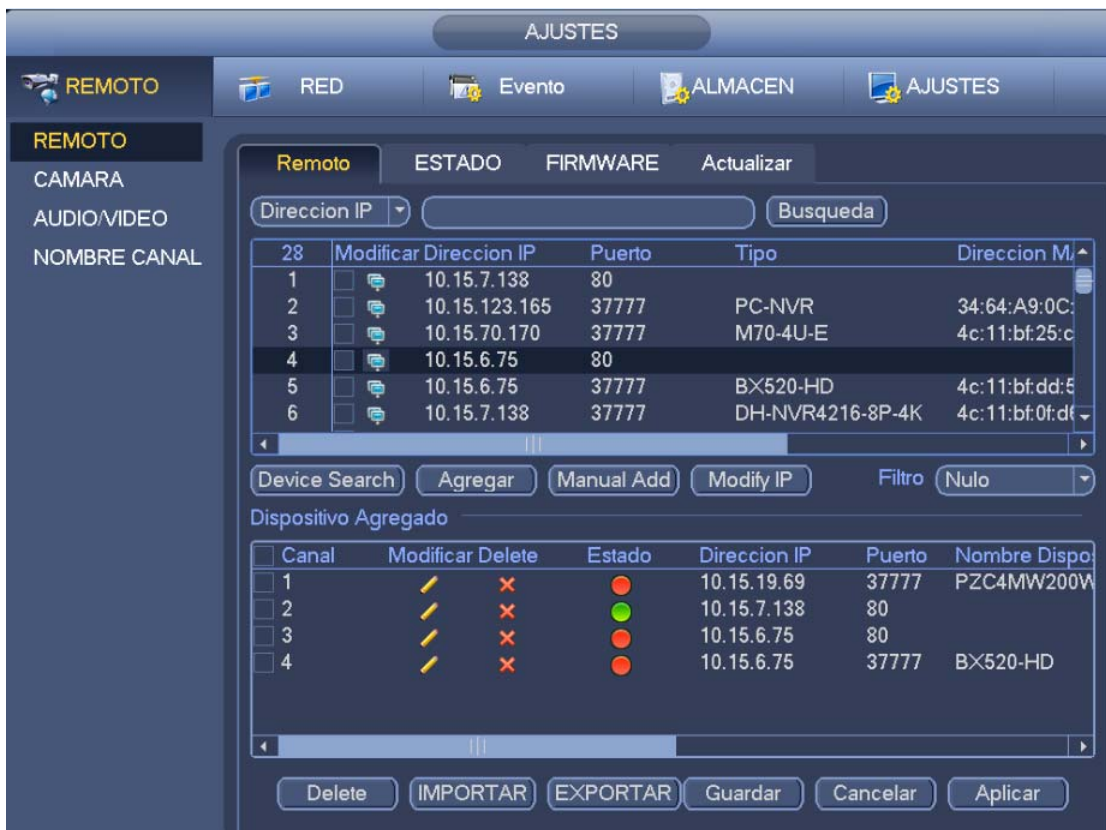 AJUSTES
REMOTO RED Evento ALMACEN AJUSTES
REMOTO
CAMARA
AUDIO/VIDEO
NOMBRE CANAL
Remoto ESTADO FIRMWARE Actualizar
Direccion IP Busqueda
28 Modificar Direccion IP Puerto Tipo Direccion MA
1 10.15.7.138 80
2 10.15.123.165 37777 PC-NVR 34:64:A9:0C:
3 10.15.70.170 37777 M70-4U-E 4c:11:bf:25:c
4 10.15.6.75 80
5 10.15.6.75 37777 BX520-HD 4c:11:bf:dd:5
6 10.15.7.138 37777 DH-NVR4216-8P-4K 4c:11:bf:0f:d6
Device Search Agregar Manual Add Modify IP Filtro Nulo
Dispositivo Agregado
Canal Modificar Delete Estado Direccion IP Puerto Nombre Dispos
1 10.15.19.69 37777 PZC4MW200W
2 10.15.7.138 80
3 10.15.6.75 80
4 10.15.6.75 37777 BX520-HD
Delete IMPORTAR EXPORTAR Guardar Cancelar Aplicar